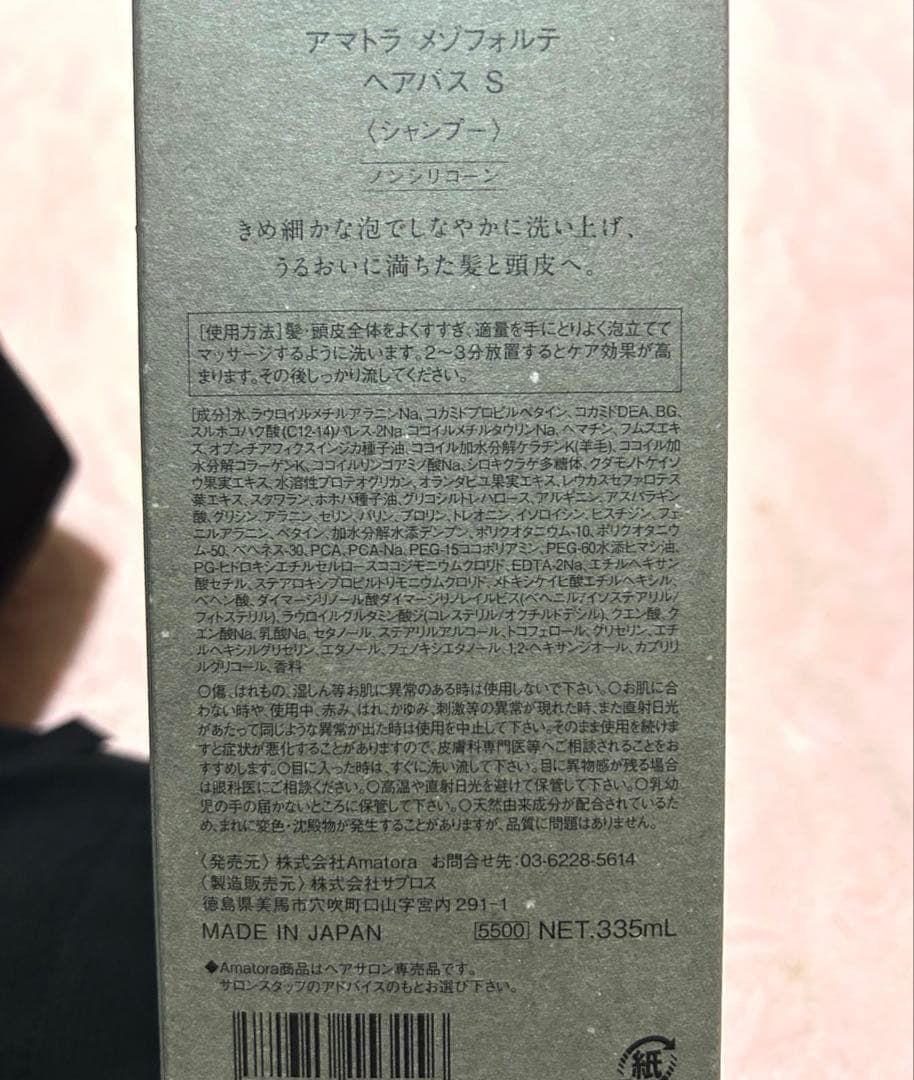 アマトラ メゾフォルテ
ヘアバス S
〈シャンプー〉
ノンシリコーン
きめ細かな泡でしなやかに洗い上げ、
うるおいに満ちた髪と頭皮へ。
[使用方法]髪・頭皮全体をよくすすぎ、適量を手にとりよく泡立てて
マッサージするように洗います。2〜3分放置するとケア効果が高
まります。その後しっかり流してください。
[成分]水、ラウロイルメチルアラニンNa、コカミドプロピルベタイン、コカミドDEA、BG、
スルホコハク酸(C12-14)パレス-2Na、ココイルメチルタウリンNa、ヘマチン、フムスエキ
ス、オプンチアフィクスインジカ種子油、ココイル加水分解ケラチンK(羊毛)、ココイル加
水分解コラーゲンK、ココイルリンゴアミノ酸Na、シロキクラゲ多糖体、クダモノトケイソ
ウ果実エキス、水溶性プロテオグリカン、オランダビユ果実エキス、レウカスセファロテス
葉エキス、スクワラン、ホホバ種子油、グリコシルトレハロース、アルギニン、アスパラギン
酸、グリシン、アラニン、セリン、バリン、プロリン、トレオニン、イソロイシン、ヒスチジン、フェ
ニルアラニン、ベタイン、加水分解水添デンプン、ポリクオタニウム-10、ポリクオタニウ
ム-50、ベヘネス-30、PCA、PCA-Na、PEG-15ココポリアミン、PEG-60水添ヒマシ油、
PG-ヒドロキシエチルセルロースココジモニウムクロリド、EDTA-2Na、エチルヘキサン
酸セチル、ステアロキシプロピルトリモニウムクロリド、メトキシケイヒ酸エチルヘキシル、
ベヘン酸、ダイマージリノール酸ダイマージリノレイルビス(ベヘニル/イソステアリル/
フィトステリル)、ラウロイルグルタミン酸ジ(コレステリル/オクチルドデシル)、クエン酸、ク
エン酸Na、乳酸Na、セタノール、ステアリルアルコール、トコフェロール、グリセリン、エチ
ルヘキシルグリセリン、エタノール、フェノキシエタノール、1,2-ヘキサンジオール、カプリリ
ルグリコール、香料
○傷、はれもの、湿しん等お肌に異常のある時は使用しないで下さい。○お肌に合
わない時や、使用中、赤み、はれ、かゆみ、刺激等の異常が現れた時、また直射日光
があたって同じような異常が出た時は使用を中止して下さい。そのまま使用を続けま
すと症状が悪化することがありますので、皮膚科専門医等へご相談されることをお
すすめします。○目に入った時は、すぐに洗い流して下さい。目に異物感が残る場合
は眼科医にご相談ください。○高温や直射日光を避けて保管して下さい。○乳幼
児の手の届かないところに保管して下さい。○天然由来成分が配合されているた
め、まれに変色・沈殿物が発生することがありますが、品質に問題はありません。
〈発売元〉株式会社Amatora お問合せ先:03-6228-5614
〈製造販売元〉株式会社サプロス
徳島県美馬市穴吹町口山字宮内291-1
MADE IN JAPAN 5500 NET.335mL
◆Amatora商品はヘアサロン専売品です。
サロンスタッフのアドバイスのもとお選び下さい。
紙